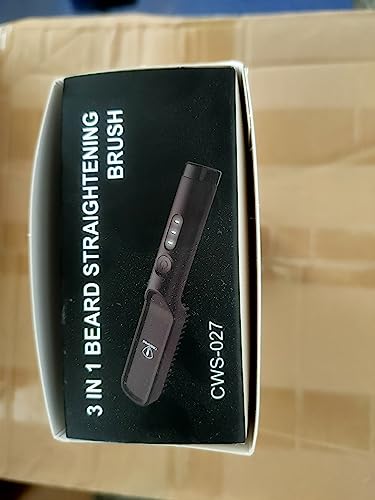 3 IN 1 BEARD STRAIGHTENING
BRUSH
CWS-027